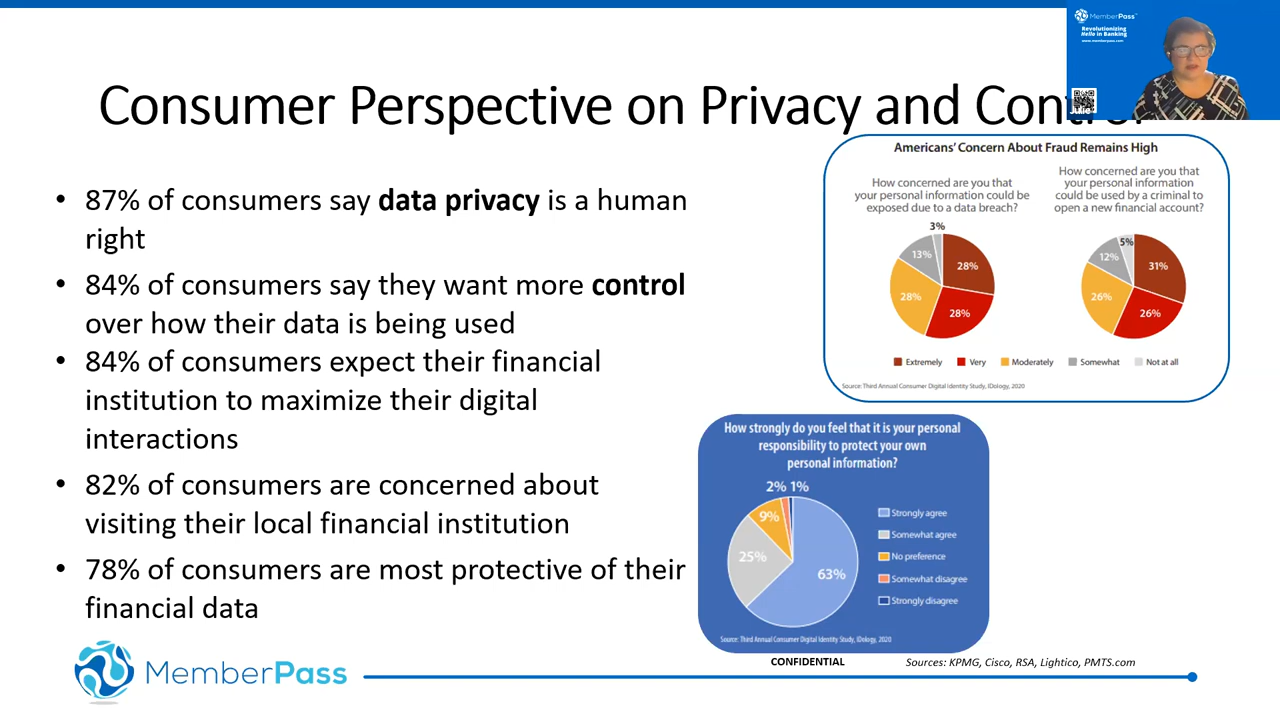 MemberPass
Revolutionizing
Hello in Banking
www.memberpass.com
Julie
Consumer Perspective on Privacy and Control
• 87% of consumers say data privacy is a human
right
• 84% of consumers say they want more control
over how their data is being used
• 84% of consumers expect their financial
institution to maximize their digital
interactions
• 82% of consumers are concerned about
visiting their local financial institution
• 78% of consumers are most protective of their
financial data
Americans' Concern About Fraud Remains High
How concerned are you that
your personal information could be
exposed due to a data breach?
3%
13%
28%
28%
28%
How concerned are you that
your personal information
could be used by a criminal to
open a new financial account?
5%
12%
31%
26%
26%
Extremely
Very
Moderately
Somewhat
Not at all
Source: Third Annual Consumer Digital Identity Study, IDology, 2020
How strongly do you feel that it is your personal
responsibility to protect your own
personal information?
2% 1%
9%
25%
63%
Strongly agree
Somewhat agree
No preference
Somewhat disagree
Strongly disagree
Source: Third Annual Consumer Digital Identity Study, IDology, 2020
MemberPass
CONFIDENTIAL
Sources: KPMG, Cisco, RSA, Lightico, PMTS.com